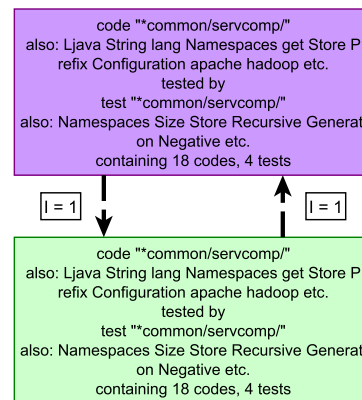 code "*common/servcomp/"
also: Ljava String lang Namespaces get Store P
refix Configuration apache hadoop etc.
tested by
test "*common/servcomp/"
also: Namespaces Size Store Recursive Generat
on Negative etc.
containing 18 codes, 4 tests
I = 1
I = 1
code "*common/servcomp/"
also: Ljava String lang Namespaces get Store P
refix Configuration apache hadoop etc.
tested by
test "*common/servcomp/"
also: Namespaces Size Store Recursive Generat
on Negative etc.
containing 18 codes, 4 tests